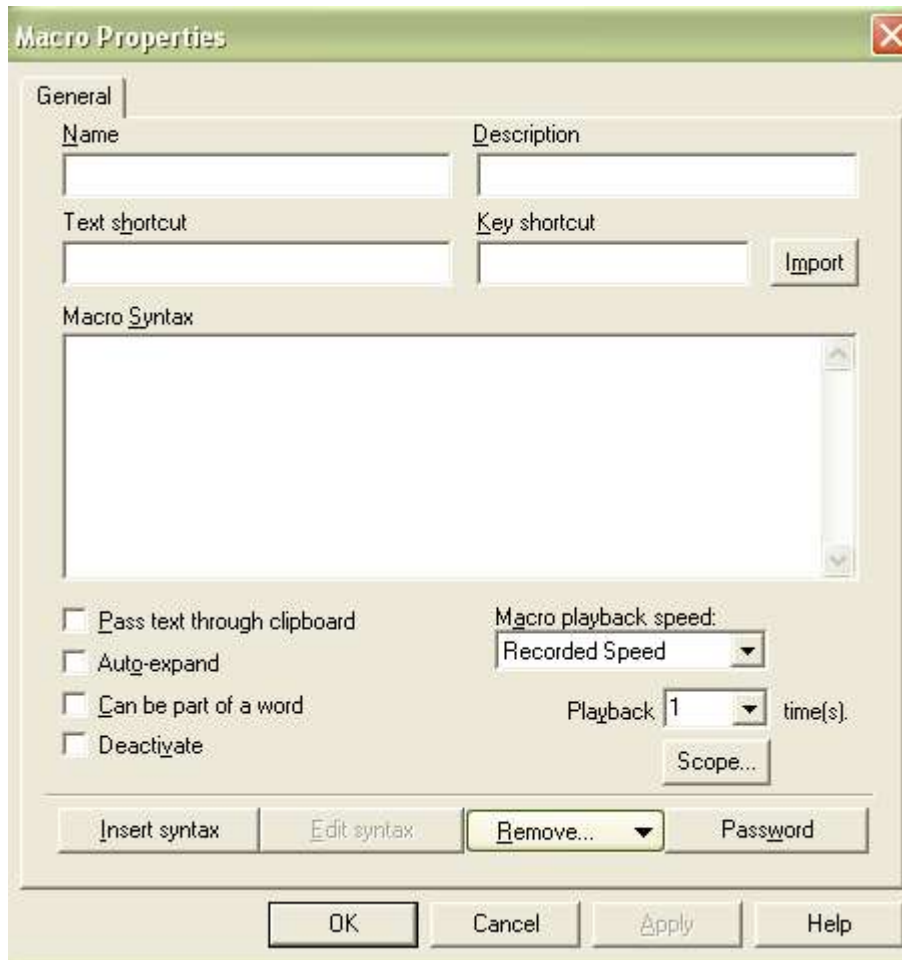 Macro Properties
General
Name Description
Text shortcut Key shortcut
Import
Macro Syntax
Pass text through clipboard Macro playback speed:
Auto-expand Recorded Speed
Can be part of a word Playback 1 time(s).
Deactivate Scope...
Insert syntax Edit syntax Remove... Password
OK Cancel Apply Help